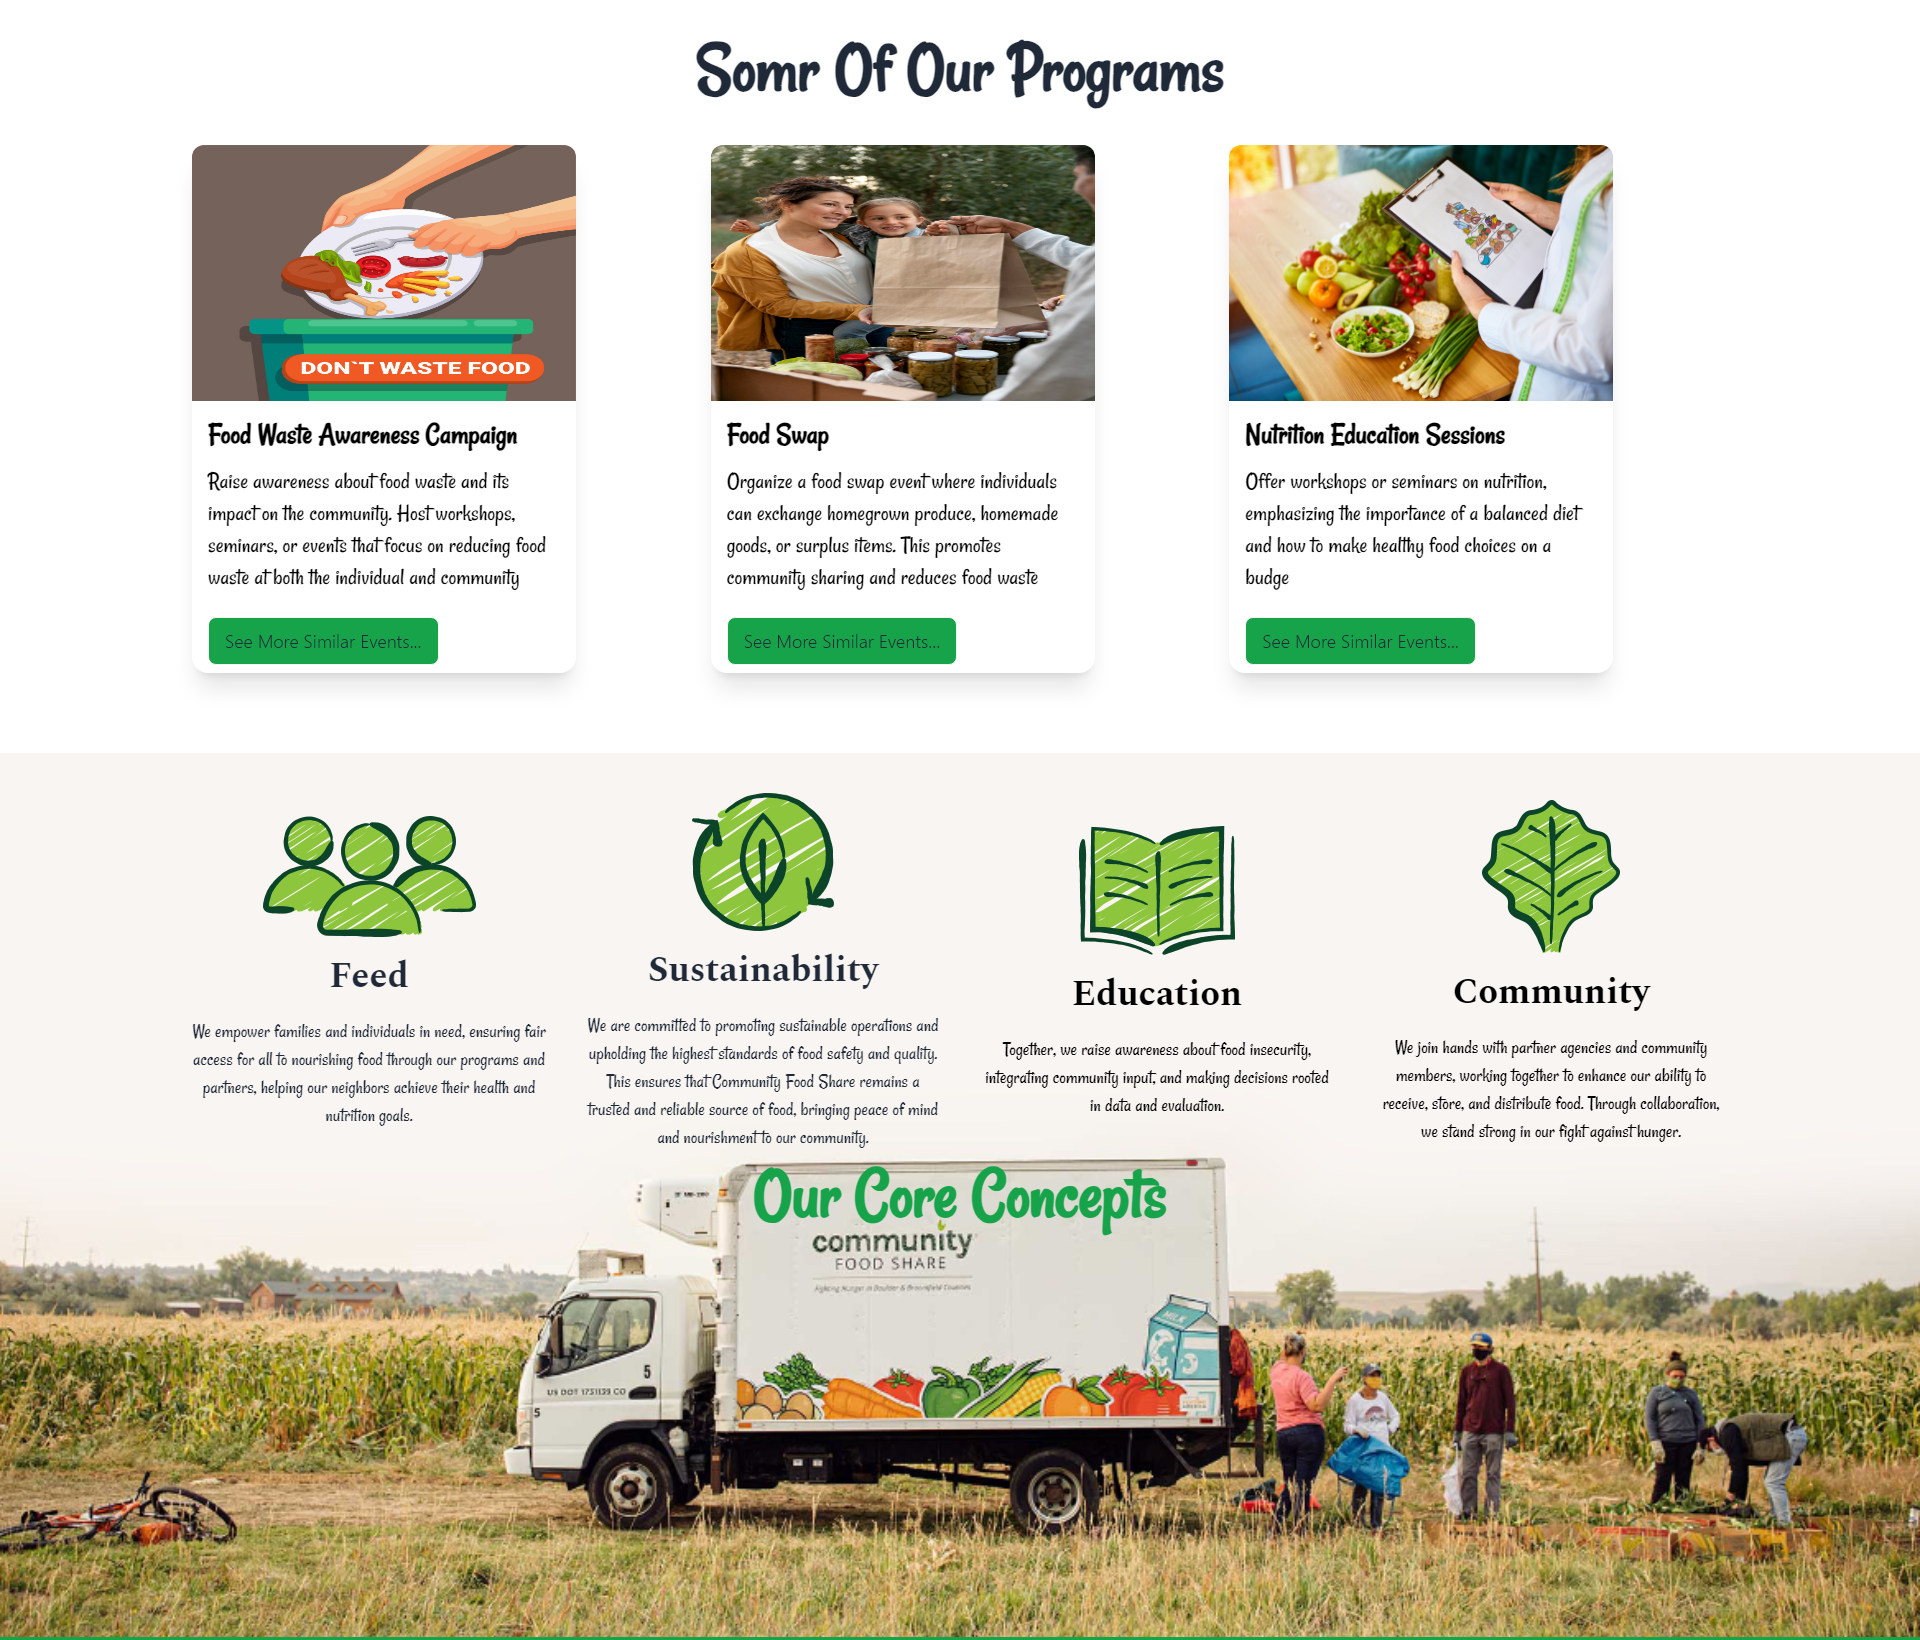 Somr Of Our Programs
DON`T WASTE FOOD
Food Waste Awareness Campaign
Raise awareness about food waste and its
impact on the community. Host workshops,
seminars, or events that focus on reducing food
waste at both the individual and community
See More Similar Events...
Food Swap
Organize a food swap event where individuals
can exchange homegrown produce, homemade
goods, or surplus items. This promotes
community sharing and reduces food waste
See More Similar Events...
Nutrition Education Sessions
Offer workshops or seminars on nutrition,
emphasizing the importance of a balanced diet
and how to make healthy food choices on a
budge
See More Similar Events...
Feed
We empower families and individuals in need, ensuring fair
access for all to nourishing food through our programs and
partners, helping our neighbors achieve their health and
nutrition goals.
Sustainability
We are committed to promoting sustainable operations and
upholding the highest standards of food safety and quality.
This ensures that Community Food Share remains a
trusted and reliable source of food, bringing peace of mind
and nourishment to our community.
Education
Together, we raise awareness about food insecurity,
integrating community input, and making decisions rooted
in data and evaluation.
Community
We join hands with partner agencies and community
members, working together to enhance our ability to
receive, store, and distribute food. Through collaboration,
we stand strong in our fight against hunger.
Our Core Concepts
community
FOOD SHARE
Fighting Hunger in Boulder & Broomfield Counties
MILK
5
US DOT 1731139 CO
5